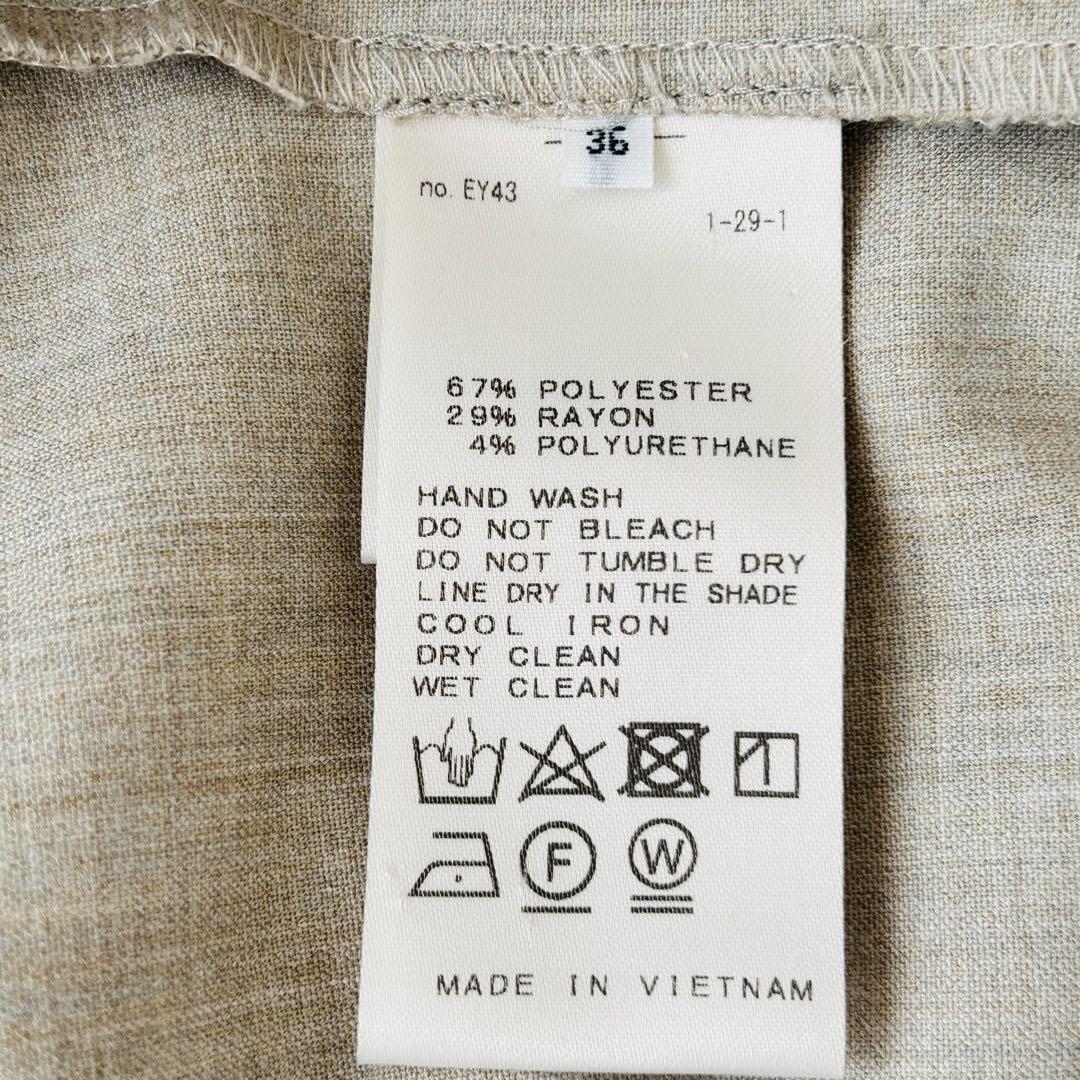 - 36 -
no. EY43
1-29-1
67% POLYESTER
29% RAYON
4% POLYURETHANE
HAND WASH
DO NOT BLEACH
DO NOT TUMBLE DRY
LINE DRY IN THE SHADE
COOL IRON
DRY CLEAN
WET CLEAN
F
W
MADE IN VIETNAM